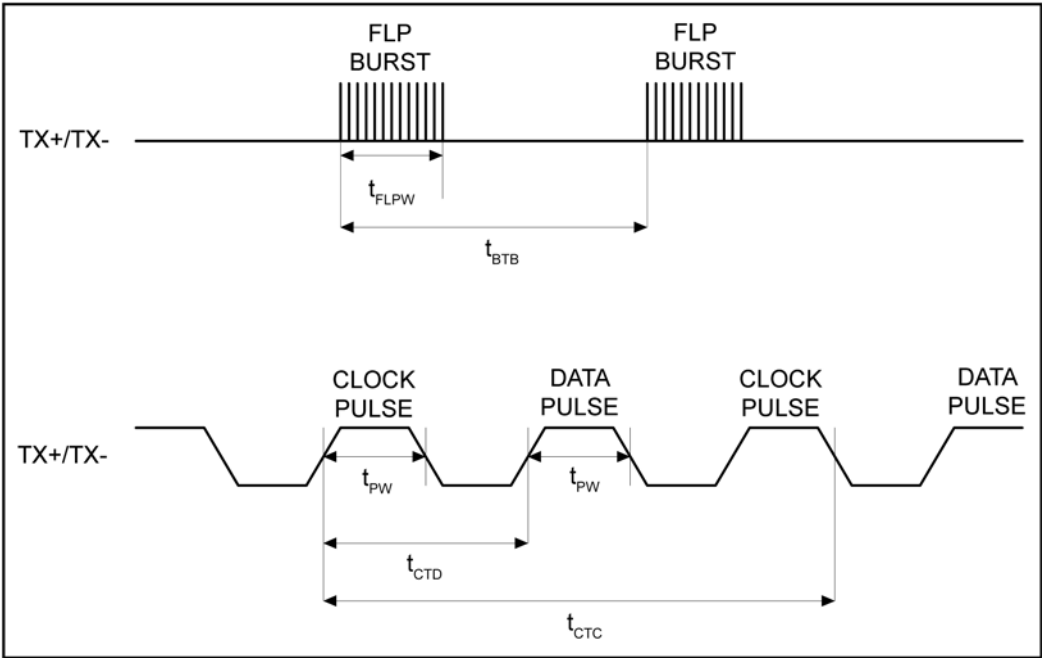 FLP
BURST
FLP
BURST
TX+/TX-
tFLPW
tBTB
CLOCK
PULSE
DATA
PULSE
CLOCK
PULSE
DATA
PULSE
TX+/TX-
tPW
tPW
tCTD
tCTC